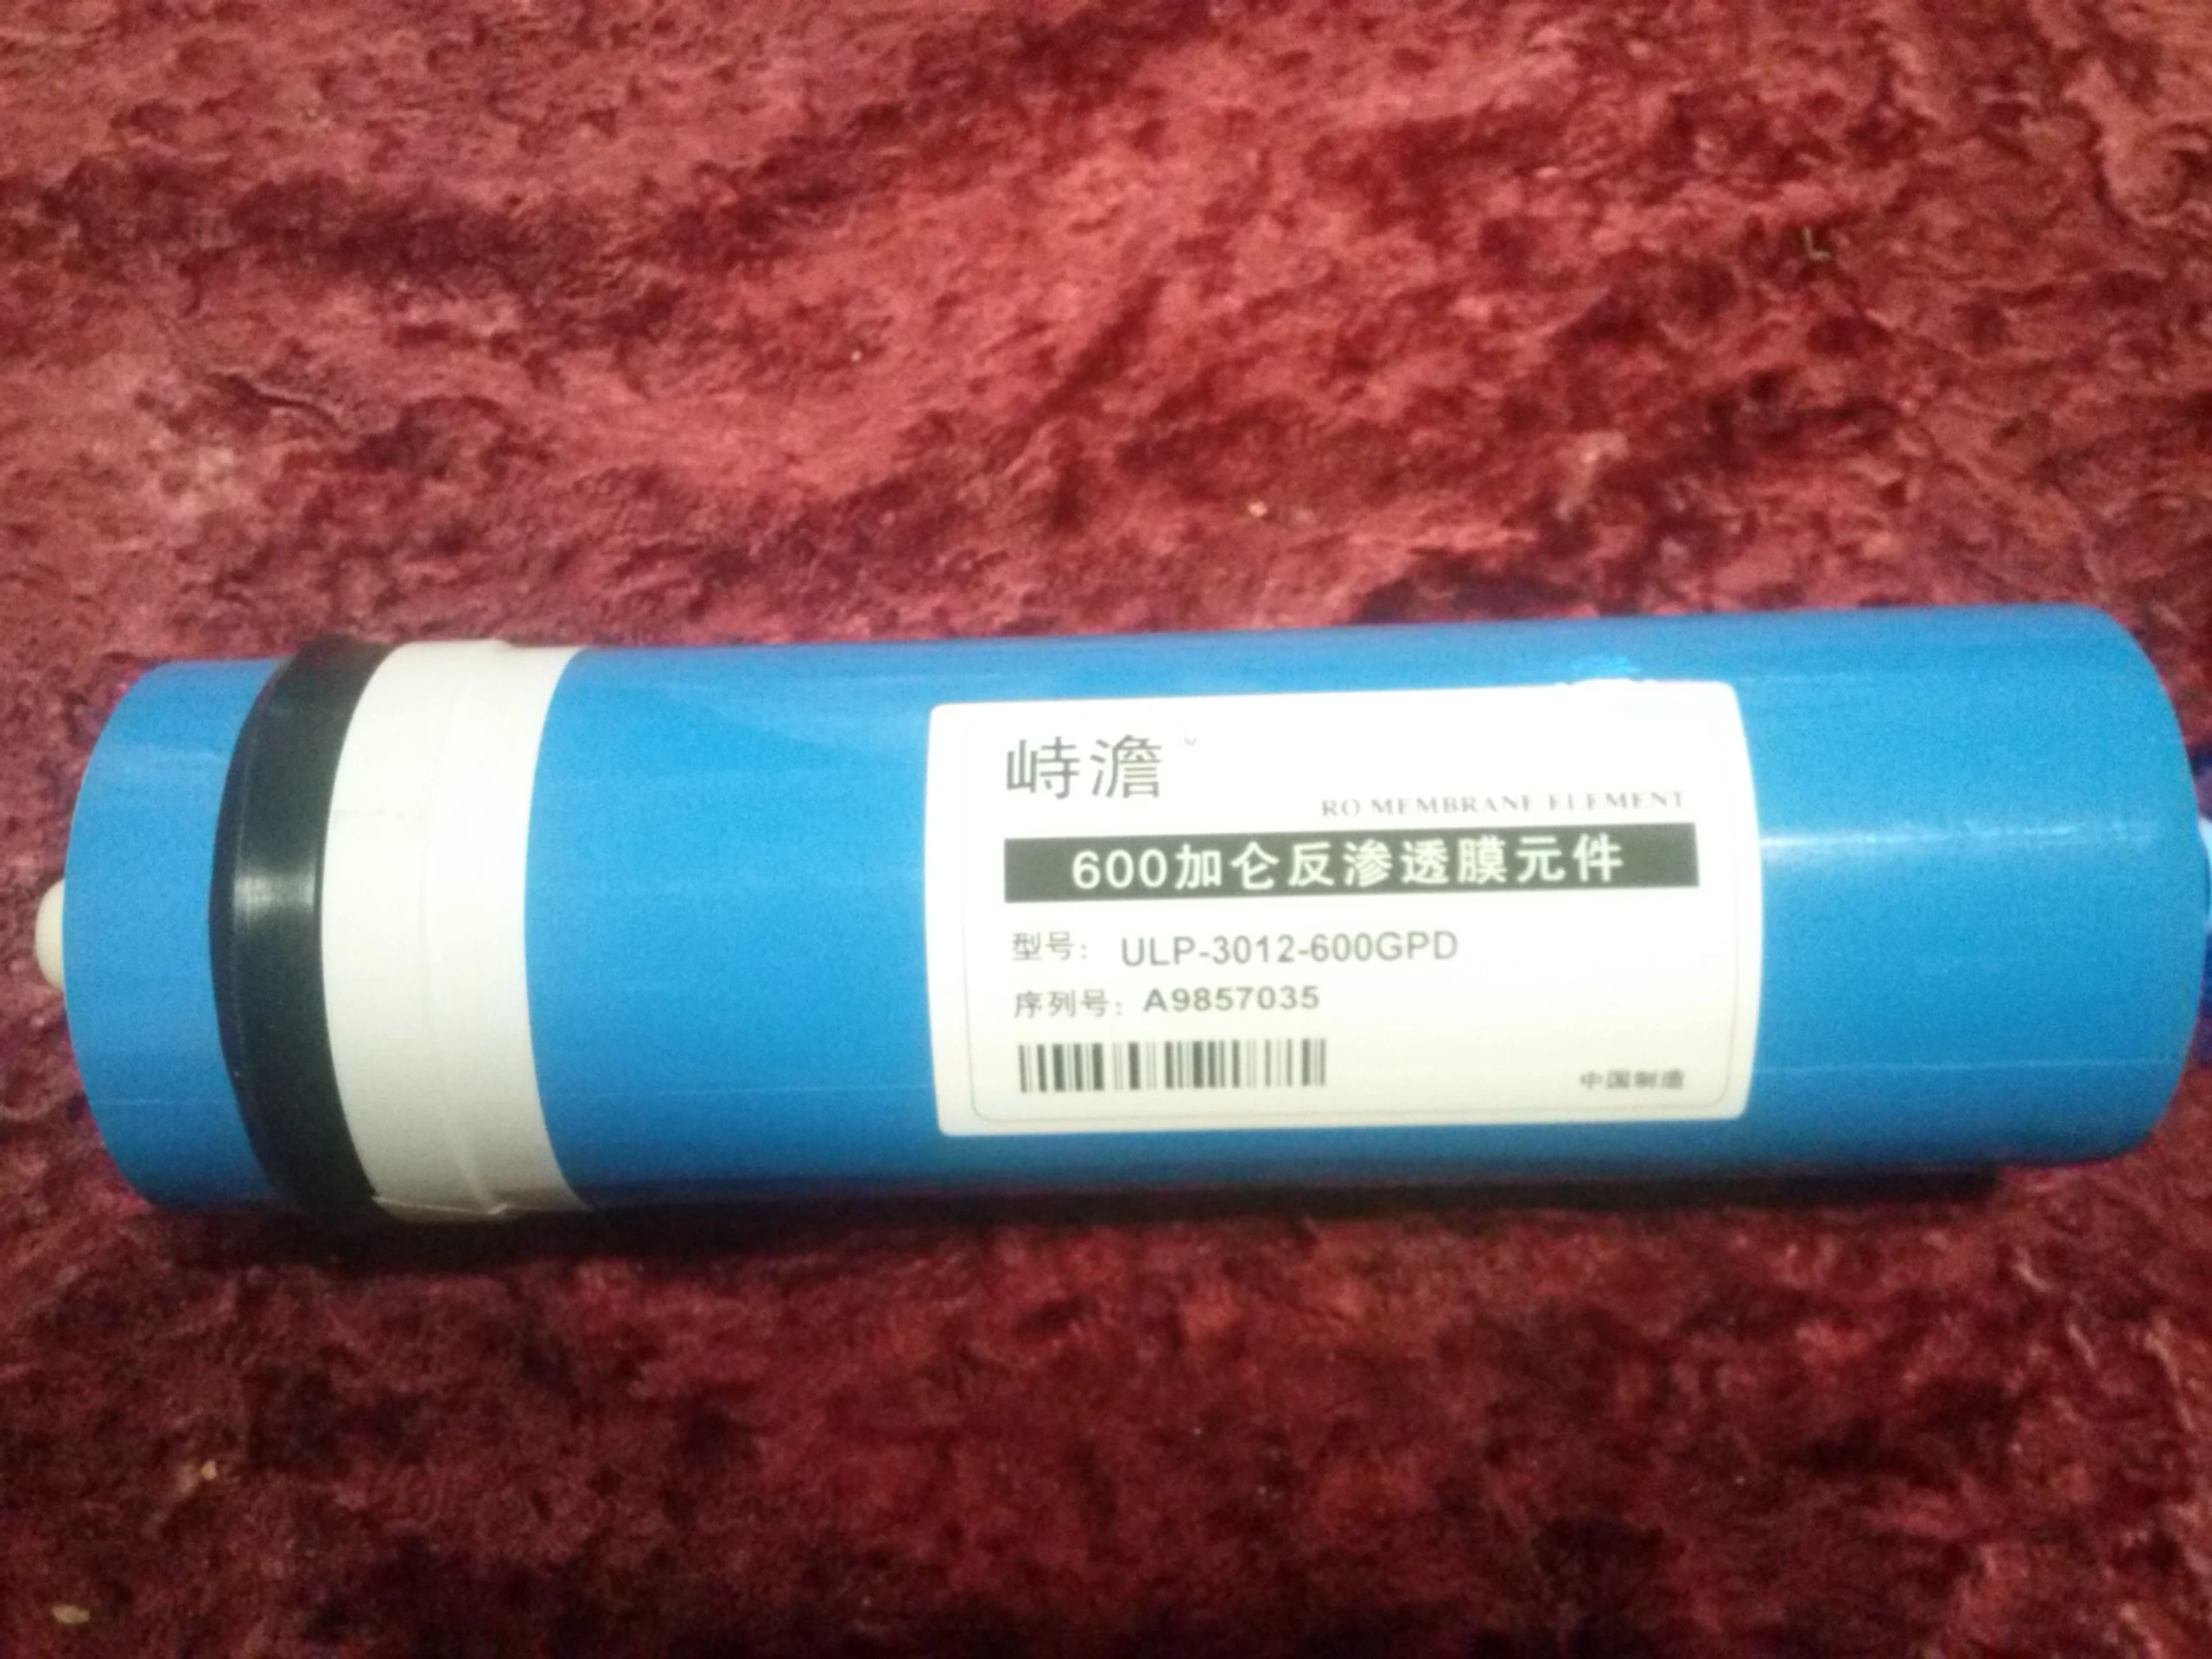 峙澹™
RO MEMBRANE ELEMENT
600加仑反渗透膜元件
型号： ULP-3012-600GPD
序列号：A9857035
中国制造